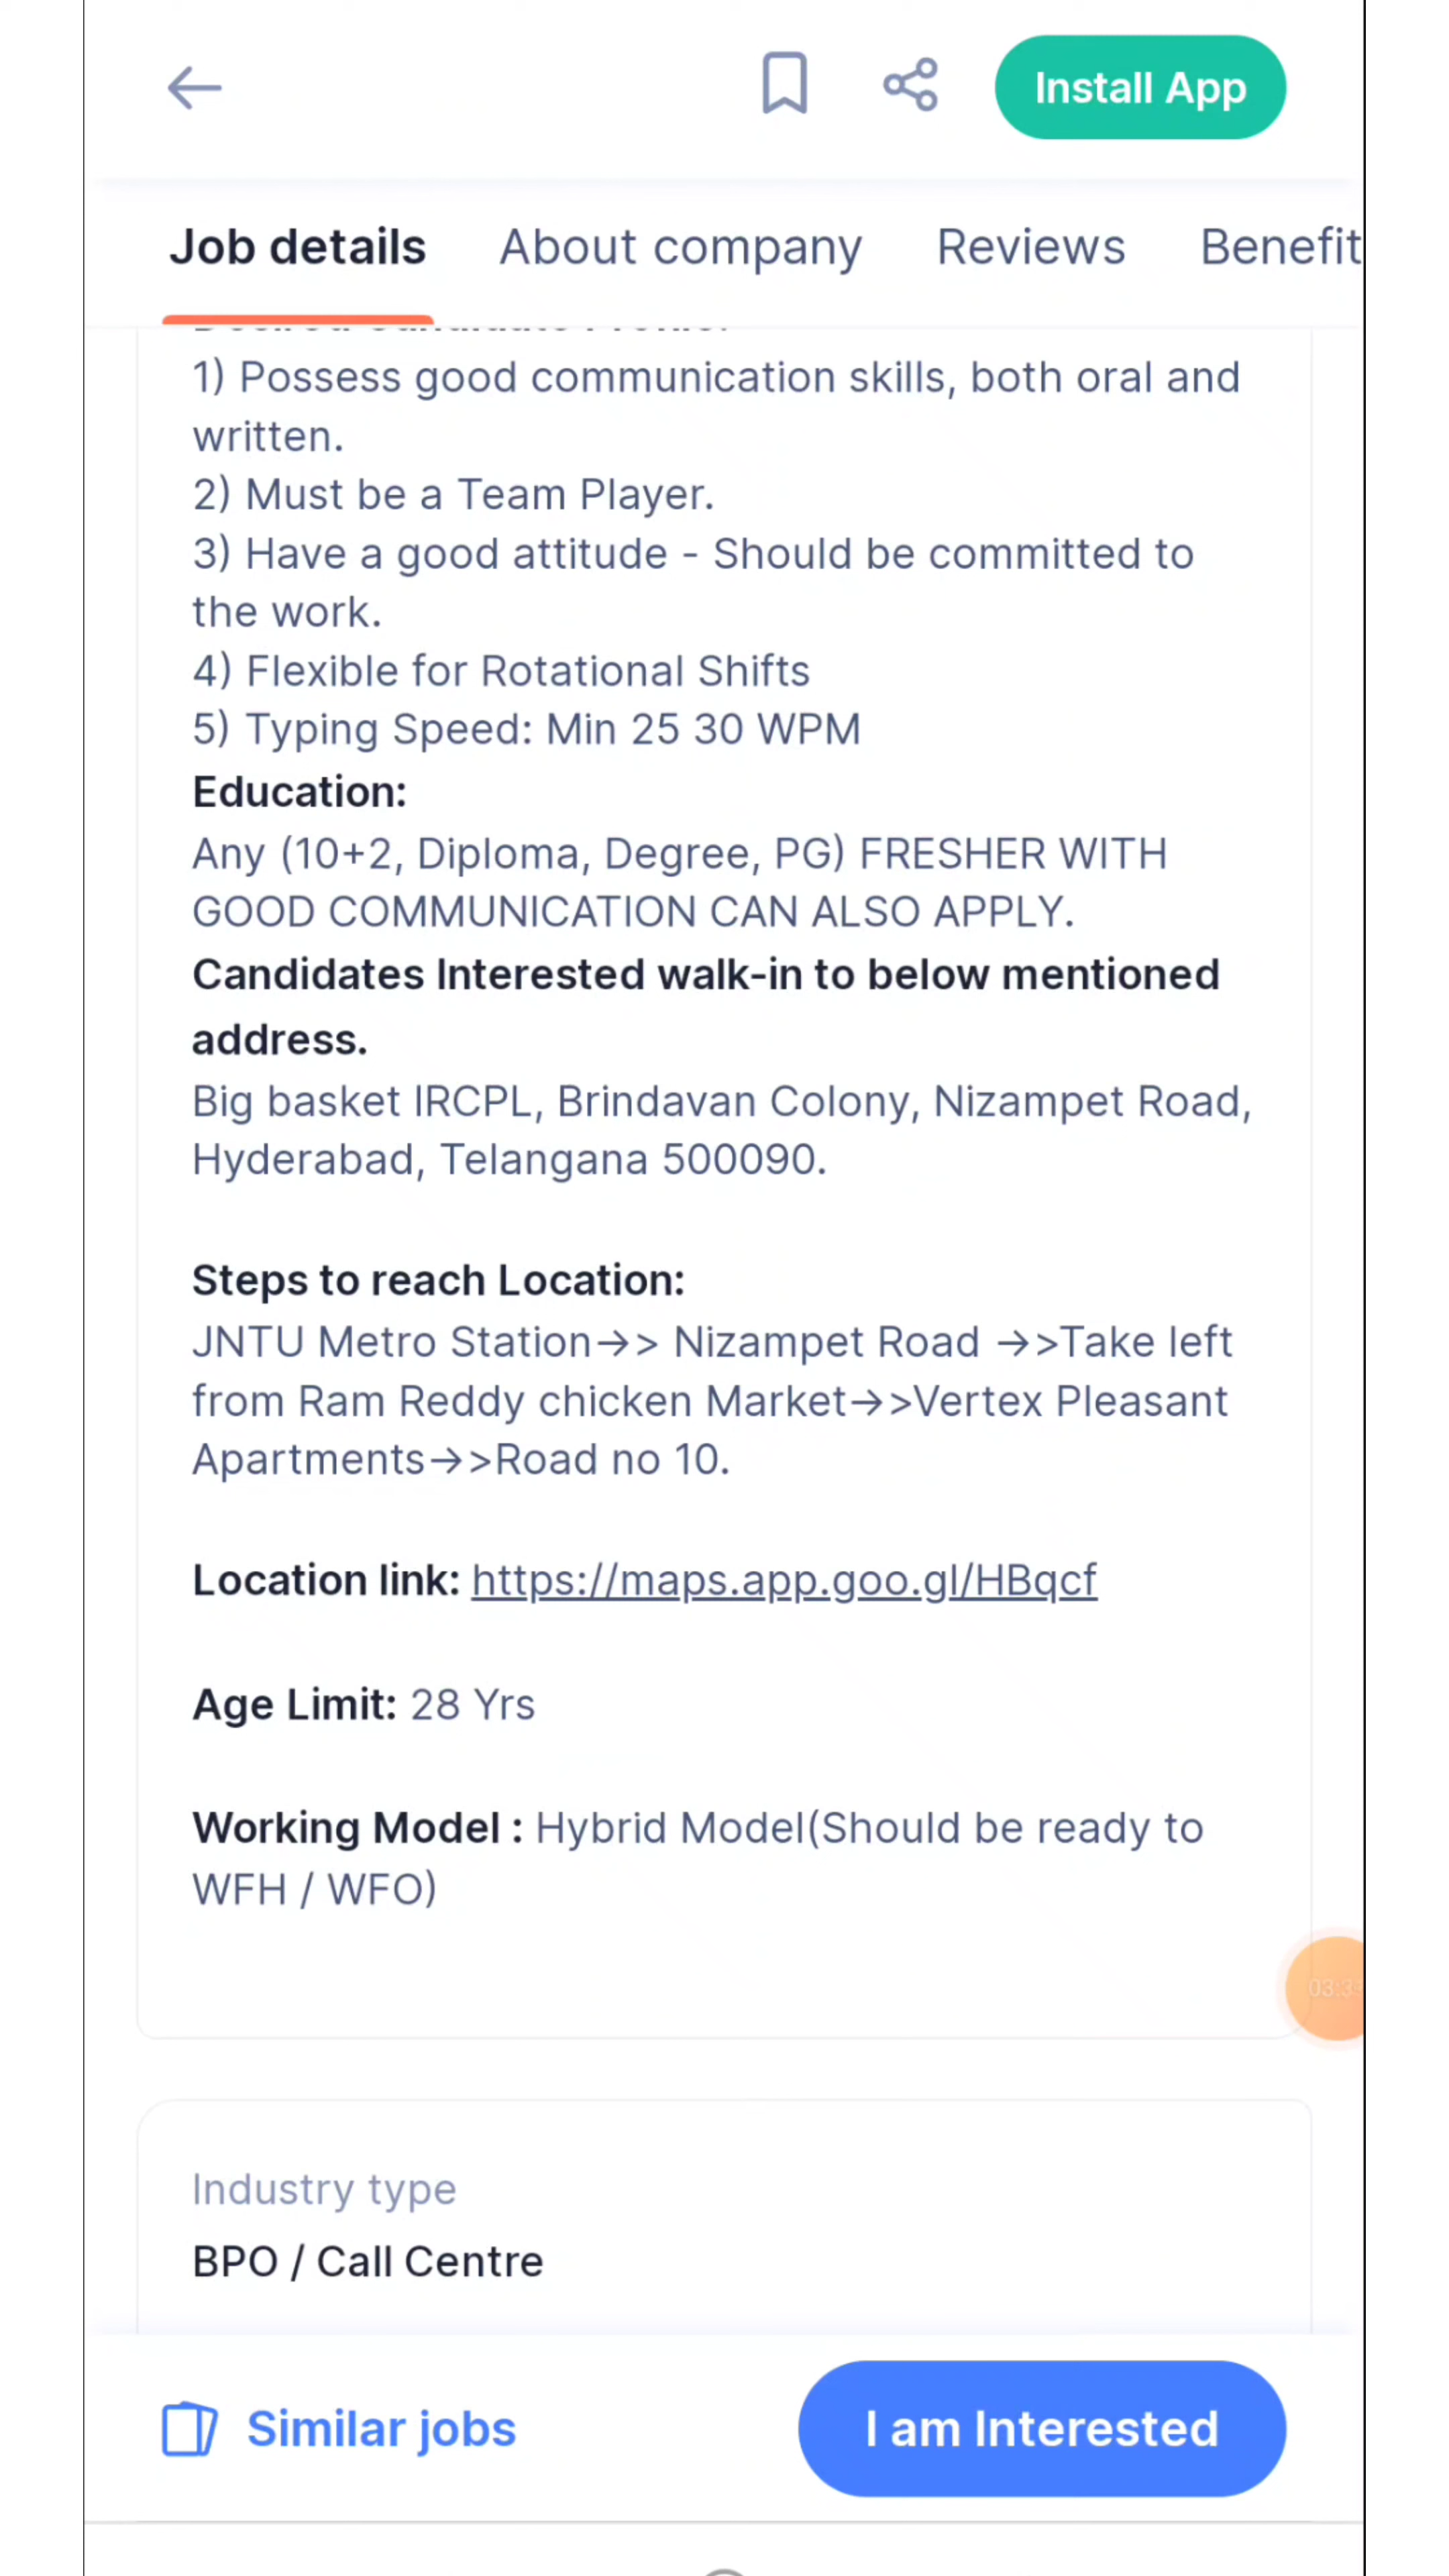 Install App
Job details About company Reviews Benefit
Desired Candidate Profile:
1) Possess good communication skills, both oral and
written.
2) Must be a Team Player.
3) Have a good attitude - Should be committed to
the work.
4) Flexible for Rotational Shifts
5) Typing Speed: Min 25 30 WPM
Education:
Any (10+2, Diploma, Degree, PG) FRESHER WITH
GOOD COMMUNICATION CAN ALSO APPLY.
Candidates Interested walk-in to below mentioned
address.
Big basket IRCPL, Brindavan Colony, Nizampet Road,
Hyderabad, Telangana 500090.
Steps to reach Location:
JNTU Metro Station→> Nizampet Road →>Take left
from Ram Reddy chicken Market→>Vertex Pleasant
Apartments→>Road no 10.
Location link: https://maps.app.goo.gl/HBqcf
Age Limit: 28 Yrs
Working Model : Hybrid Model(Should be ready to
WFH / WFO)
03:3
Industry type
BPO / Call Centre
Similar jobs I am Interested